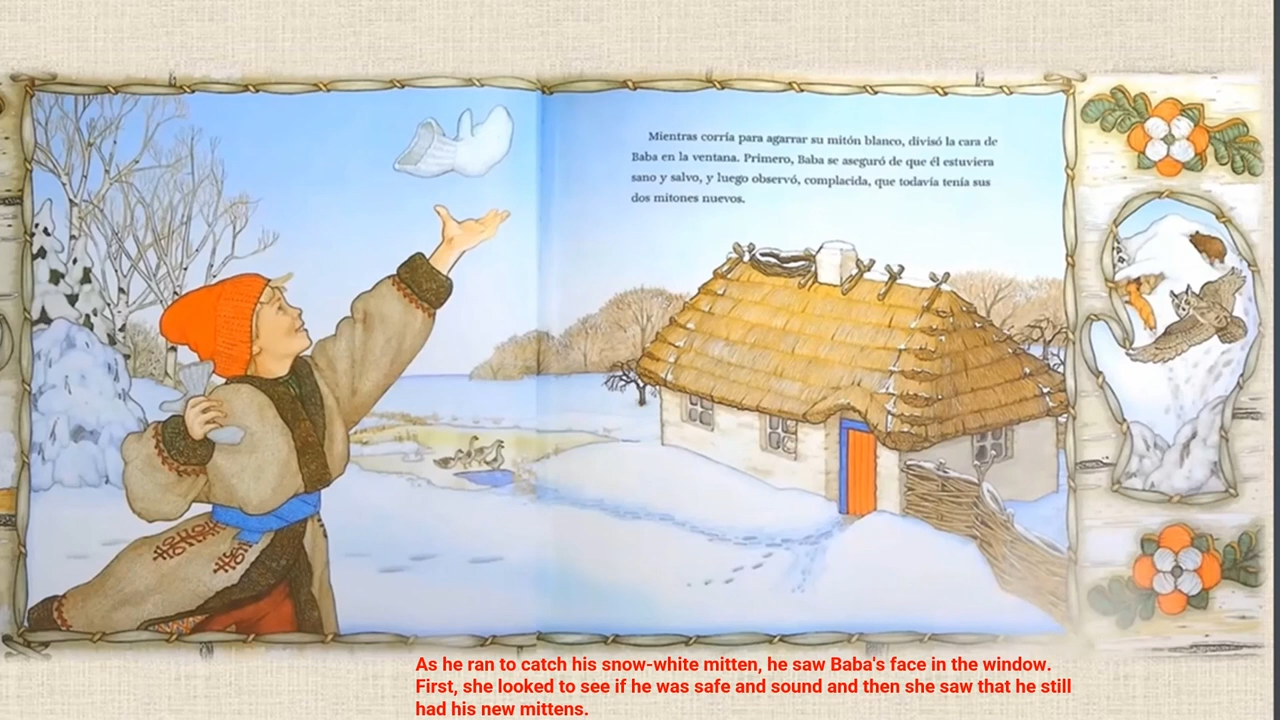 Mientras corría para agarrar su mitón blanco, divisó la cara de
Baba en la ventana. Primero, Baba se aseguró de que él estuviera
sano y salvo, y luego observó, complacida, que todavía tenía sus
dos mitones nuevos.
As he ran to catch his snow-white mitten, he saw Baba's face in the window.
First, she looked to see if he was safe and sound and then she saw that he still
had his new mittens.